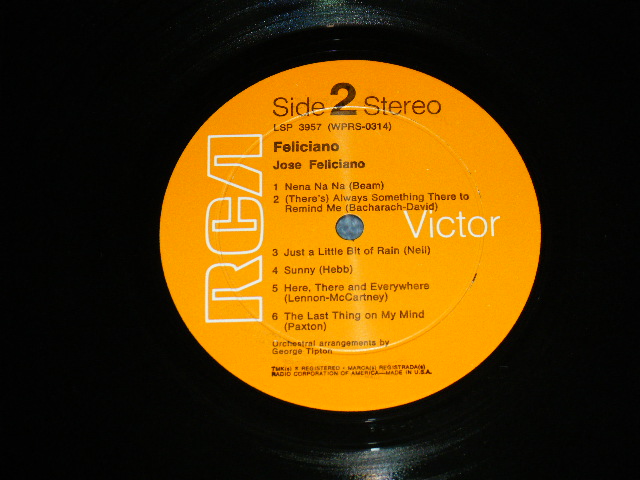 Side 2 Stereo
LSP 3957 (WPRS-0314)
Feliciano
Jose Feliciano
1 Nena Na Na (Beam)
2 (There's) Always Something There to
Remind Me (Bacharach-David)
RCA
Victor
3 Just a Little Bit of Rain (Neil)
4 Sunny (Hebb)
5 Here, There and Everywhere
(Lennon-McCartney)
6 The Last Thing on My Mind
(Paxton)
Orchestral arrangements by
George Tipton
TMK(s) ® REGISTERED • MARCA(s) REGISTRADA(s)
RADIO CORPORATION OF AMERICA—MADE IN U.S.A.